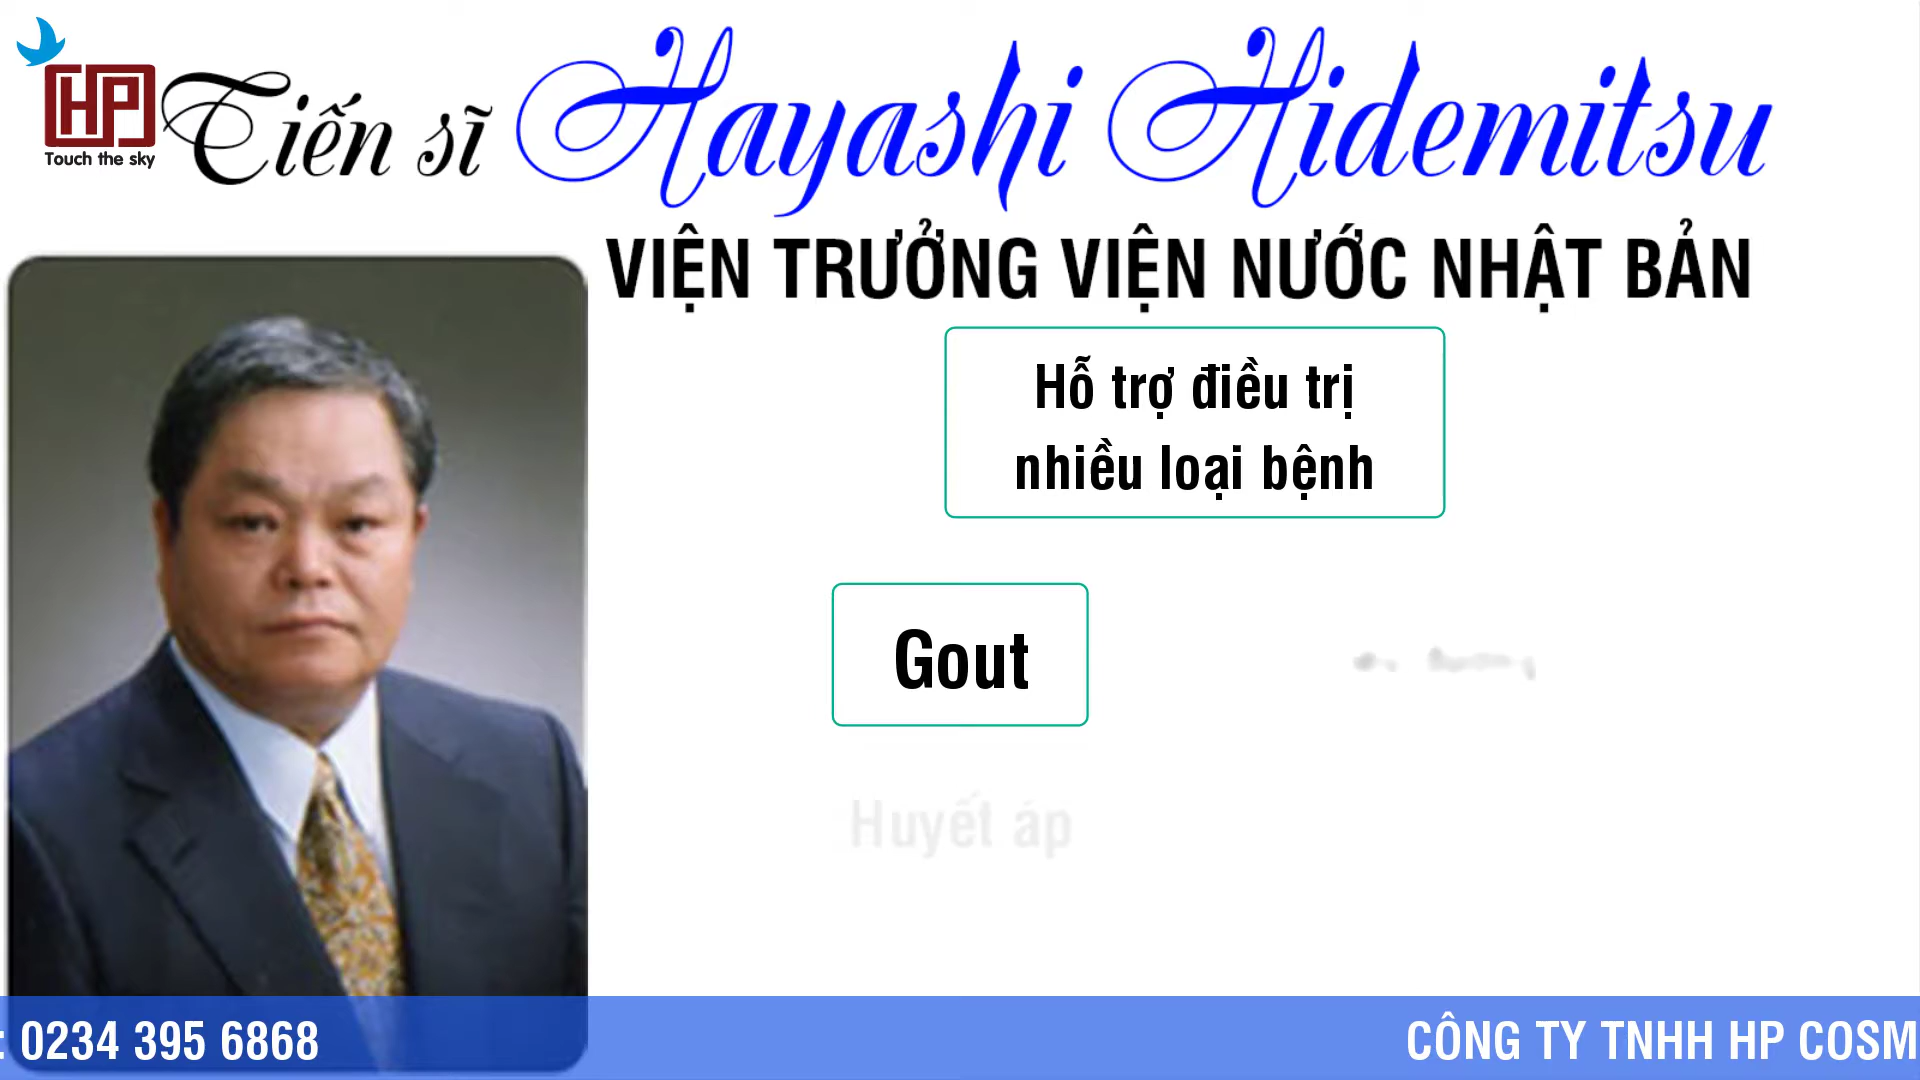 HP
Touch the sky
Tiến sĩ Hayashi Hidemitsu
VIỆN TRƯỞNG VIỆN NƯỚC NHẬT BẢN
Hỗ trợ điều trị
nhiều loại bệnh
Gout
Huyết áp
: 0234 395 6868
CÔNG TY TNHH HP COSM